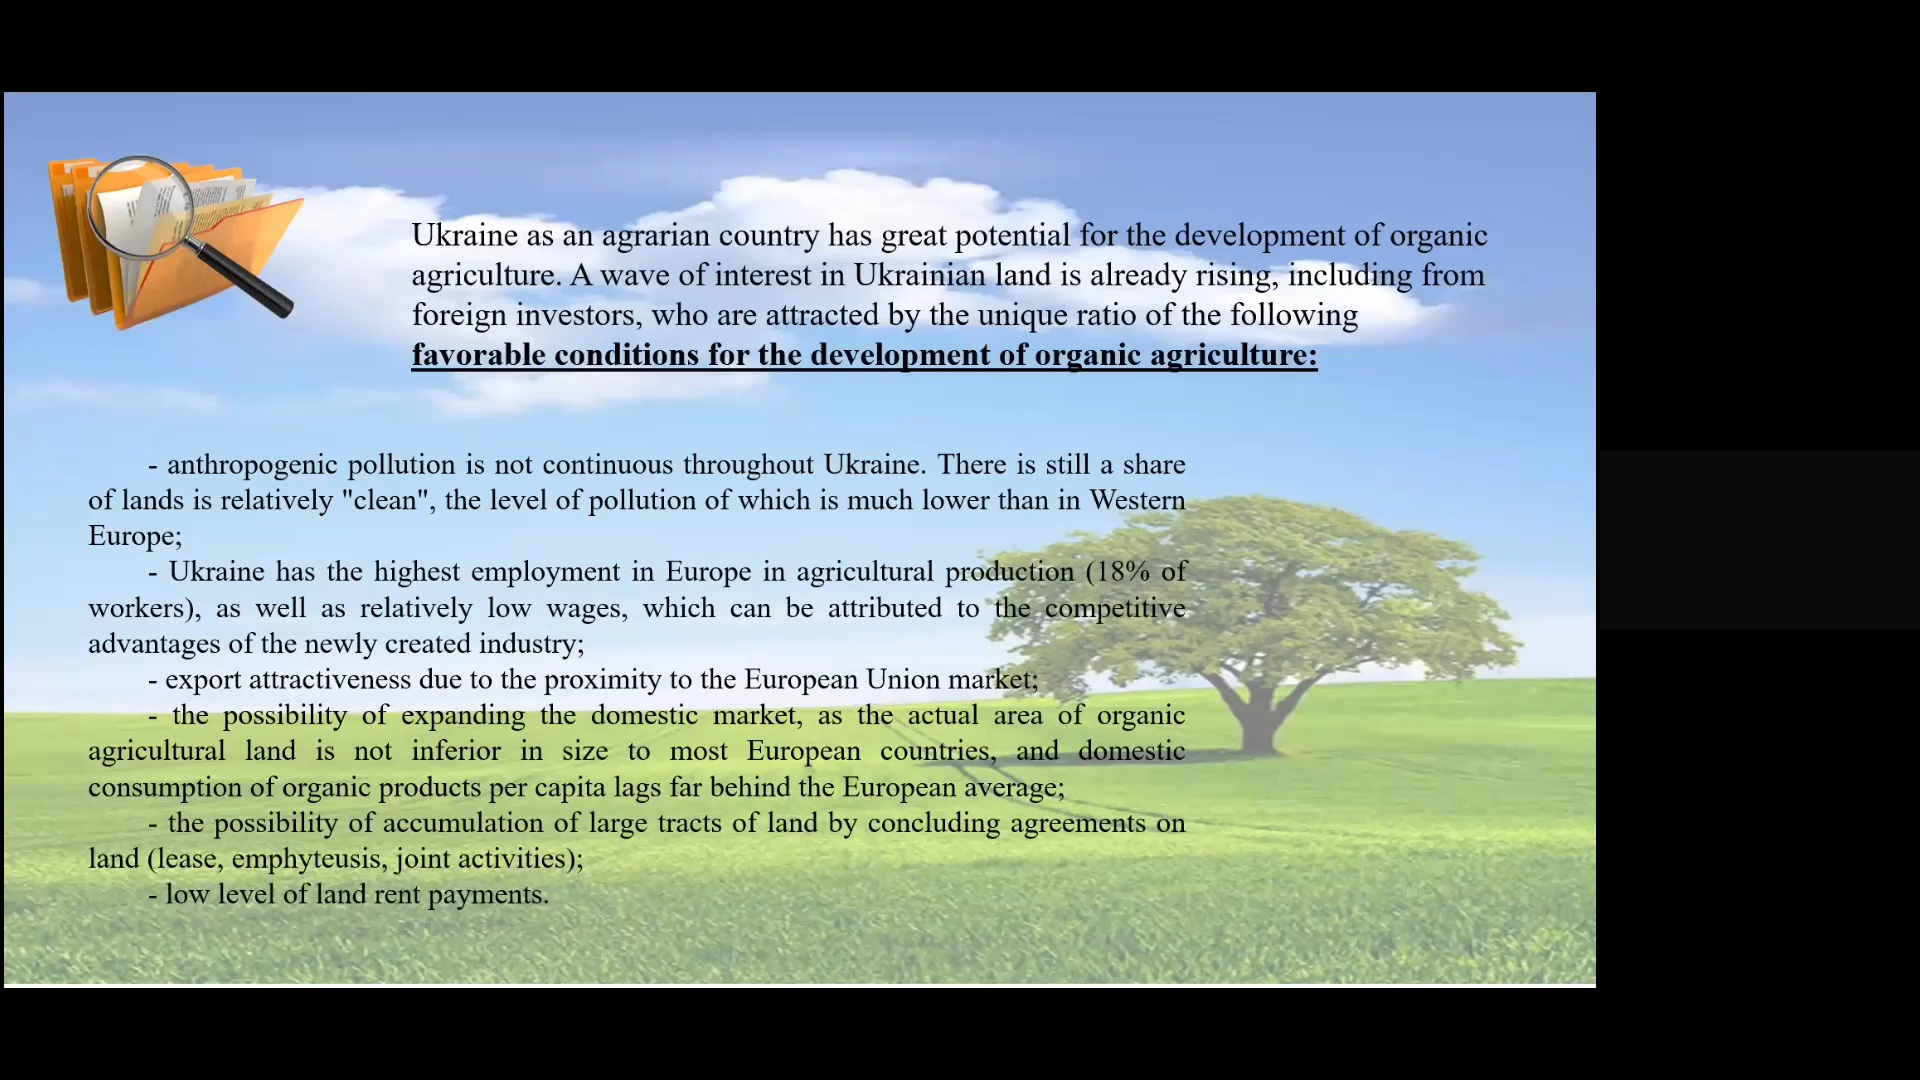 Ukraine as an agrarian country has great potential for the development of organic
agriculture. A wave of interest in Ukrainian land is already rising, including from
foreign investors, who are attracted by the unique ratio of the following
favorable conditions for the development of organic agriculture:
- anthropogenic pollution is not continuous throughout Ukraine. There is still a share
of lands is relatively "clean", the level of pollution of which is much lower than in Western
Europe;
- Ukraine has the highest employment in Europe in agricultural production (18% of
workers), as well as relatively low wages, which can be attributed to the competitive
advantages of the newly created industry;
- export attractiveness due to the proximity to the European Union market;
- the possibility of expanding the domestic market, as the actual area of organic
agricultural land is not inferior in size to most European countries, and domestic
consumption of organic products per capita lags far behind the European average;
- the possibility of accumulation of large tracts of land by concluding agreements on
land (lease, emphyteusis, joint activities);
- low level of land rent payments.